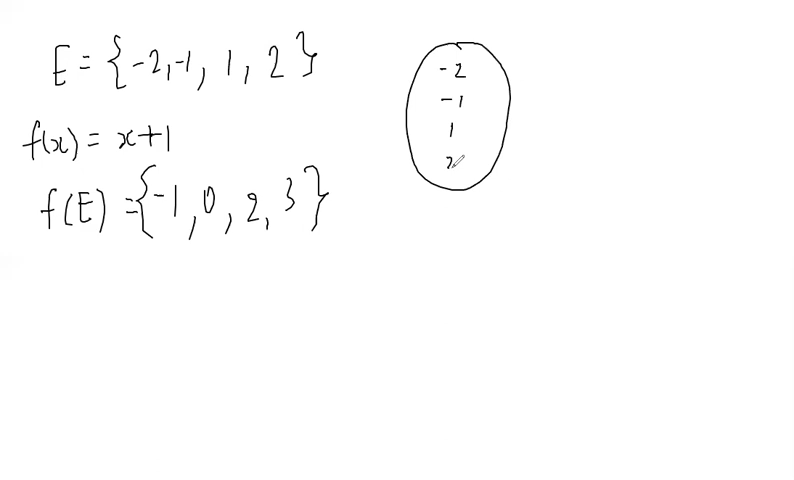 E = {-2, -1, 1, 2}
f(x) = x+1
f(E) = {-1, 0, 2, 3}
-2
-1
1
2